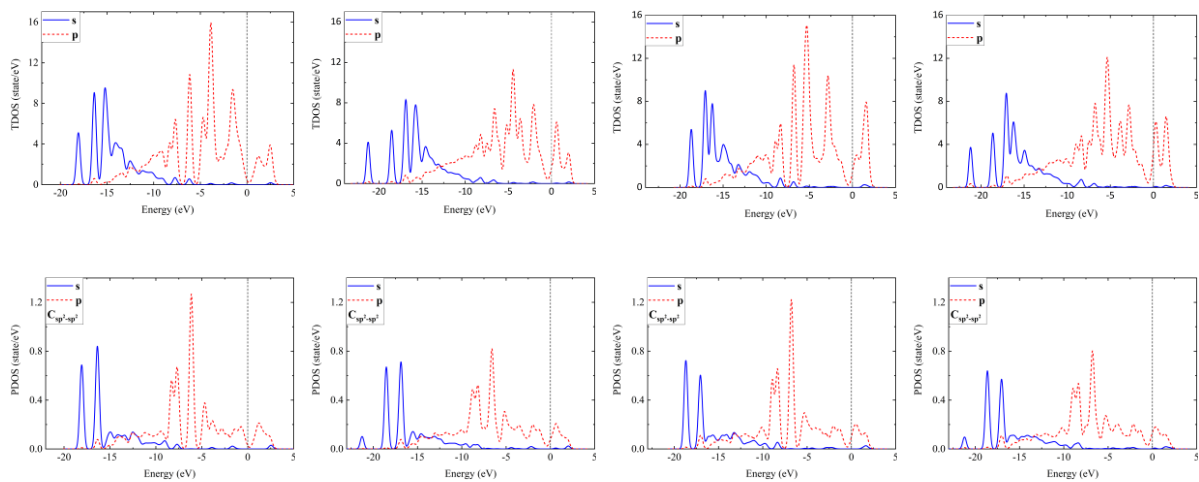 16
12
8
4
0
TDOS (state/eV)
s
p
-20 -15 -10 -5 0 5
Energy (eV)
16
12
8
4
0
TDOS (state/eV)
s
p
-20 -15 -10 -5 0 5
Energy (eV)
16
12
8
4
0
TDOS (state/eV)
s
p
-20 -15 -10 -5 0 5
Energy (eV)
16
12
8
4
0
TDOS (state/eV)
s
p
-20 -15 -10 -5 0 5
Energy (eV)
1.2
0.8
0.4
0.0
PDOS (state/eV)
s
p
C sp²-sp²
-20 -15 -10 -5 0 5
Energy (eV)
1.2
0.8
0.4
0.0
PDOS (state/eV)
s
p
C sp²-sp²
-20 -15 -10 -5 0 5
Energy (eV)
1.2
0.8
0.4
0.0
PDOS (state/eV)
s
p
C sp²-sp²
-20 -15 -10 -5 0 5
Energy (eV)
1.2
0.8
0.4
0.0
PDOS (state/eV)
s
p
C sp²-sp²
-20 -15 -10 -5 0 5
Energy (eV)